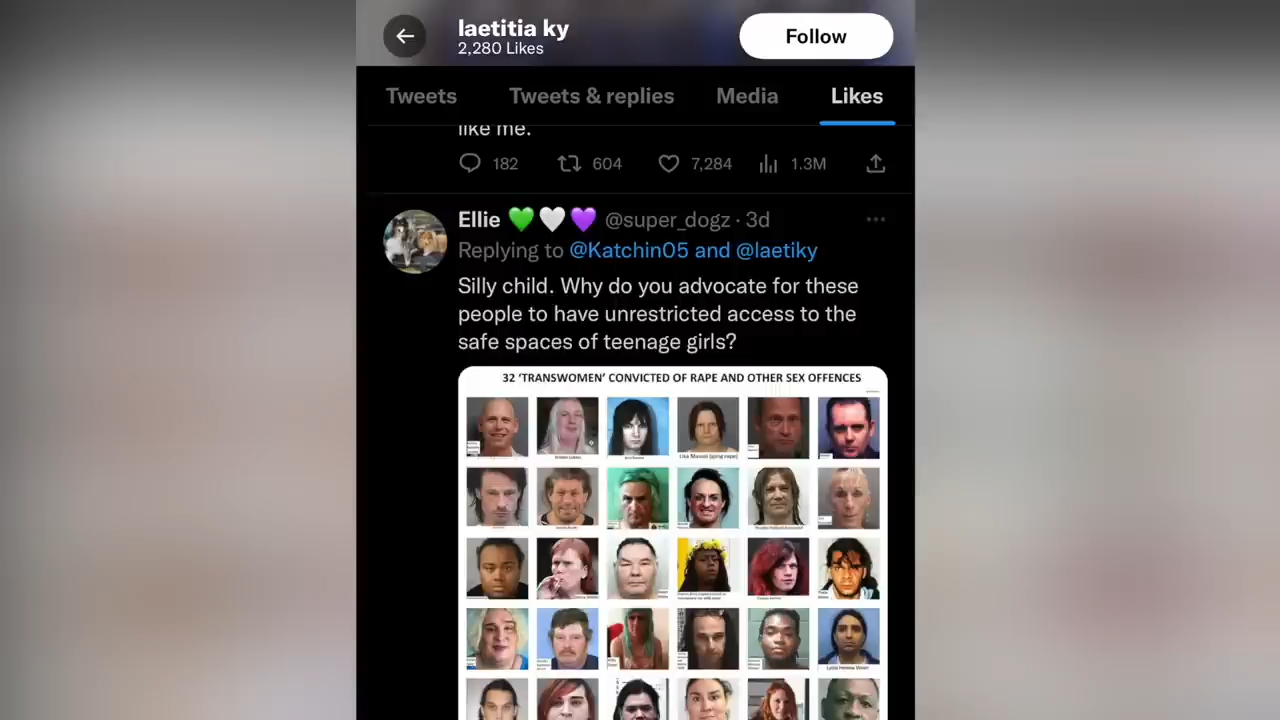 laetitia ky
2,280 Likes
Follow
Tweets
Tweets & replies
Media
Likes
like me.
182
604
7,284
1.3M
Ellie 💚🤍💜 @super_dogz · 3d
Replying to @Katchin05 and @laetiky
Silly child. Why do you advocate for these
people to have unrestricted access to the
safe spaces of teenage girls?
32 'TRANSWOMEN' CONVICTED OF RAPE AND OTHER SEX OFFENCES